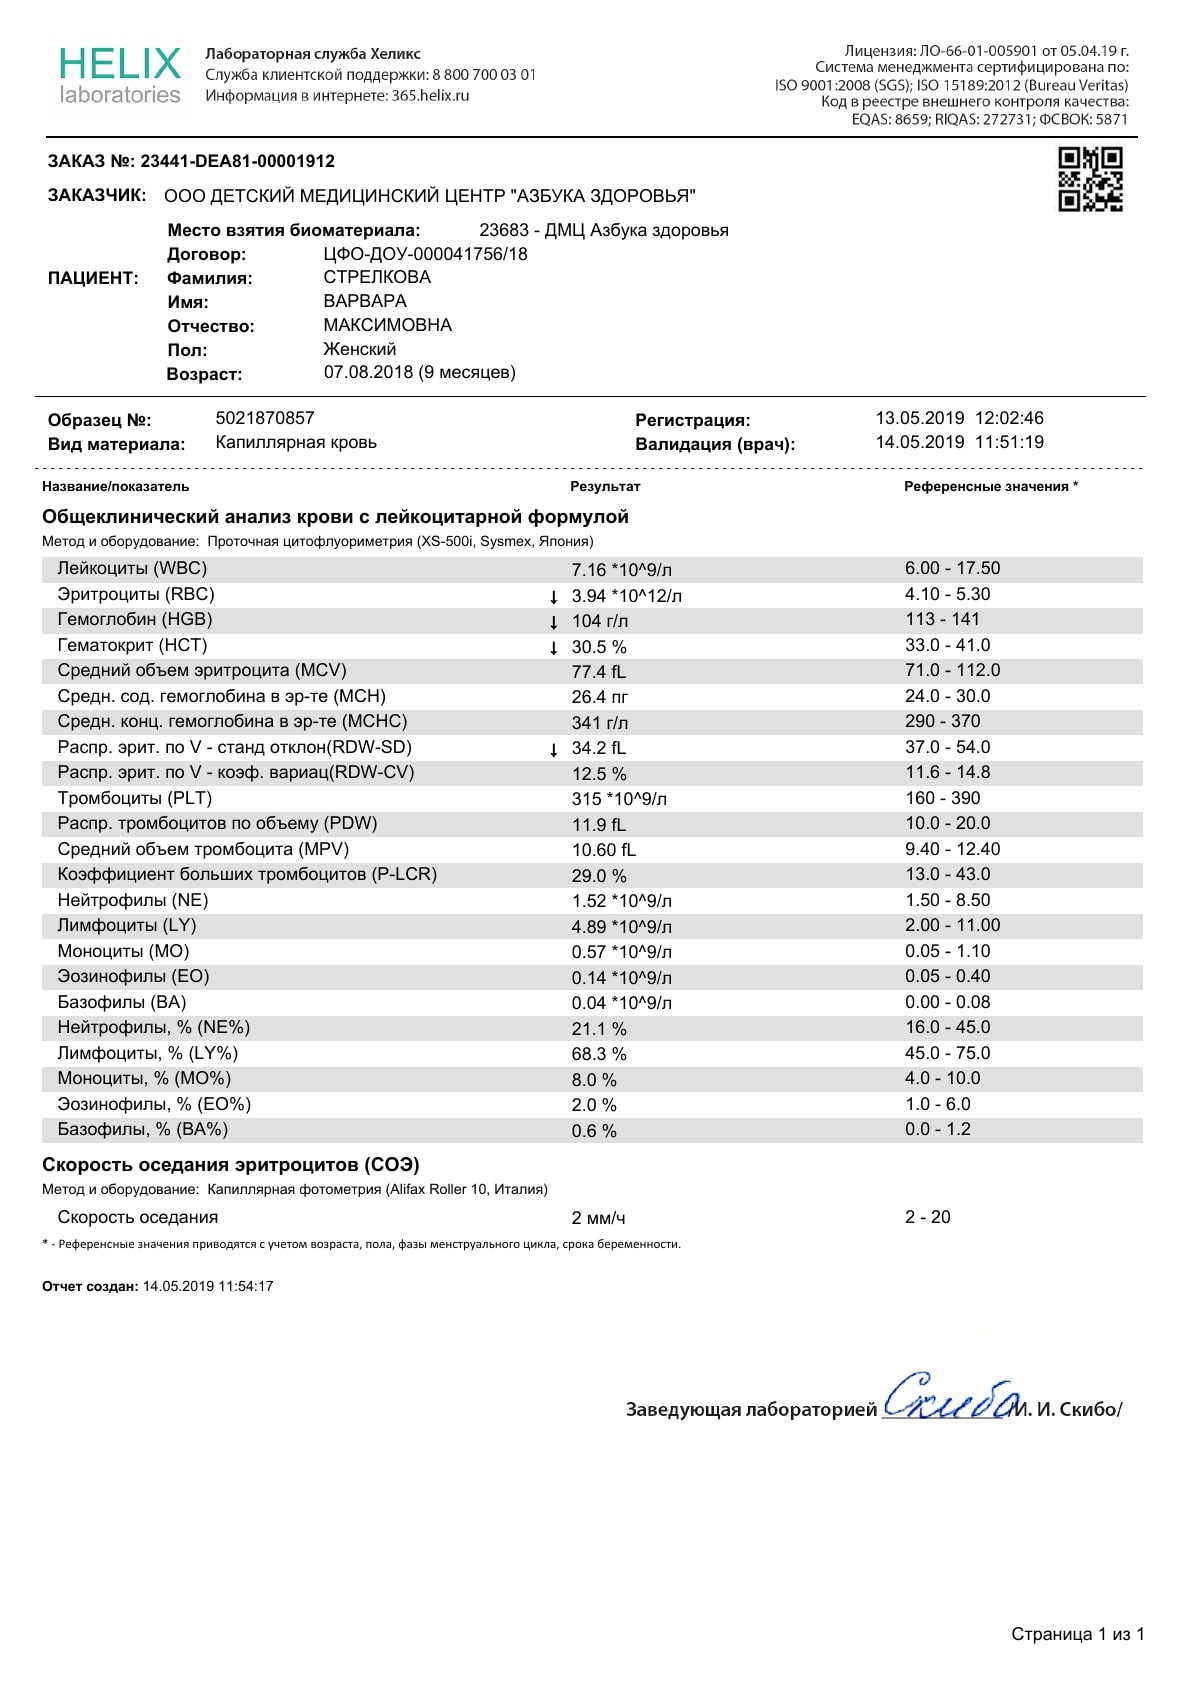 HELIX
laboratories
Лабораторная служба Хеликс
Служба клиентской поддержки: 8 800 700 03 01
Информация в интернете: 365.helix.ru
Лицензия: ЛО-66-01-005901 от 05.04.19 г.
Система менеджмента сертифицирована по:
ISO 9001:2008 (SGS); ISO 15189:2012 (Bureau Veritas)
Код в реестре внешнего контроля качества:
EQAS: 8659; RIQAS: 272731; ФСВОК: 5871
ЗАКАЗ №: 23441-DEA81-00001912
ЗАКАЗЧИК: ООО ДЕТСКИЙ МЕДИЦИНСКИЙ ЦЕНТР "АЗБУКА ЗДОРОВЬЯ"
Место взятия биоматериала: 23683 - ДМЦ Азбука здоровья
Договор: ЦФО-ДОУ-000041756/18
ПАЦИЕНТ: Фамилия: СТРЕЛКОВА
Имя: ВАРВАРА
Отчество: МАКСИМОВНА
Пол: Женский
Возраст: 07.08.2018 (9 месяцев)
Образец №: 5021870857 Регистрация: 13.05.2019 12:02:46
Вид материала: Капиллярная кровь Валидация (врач): 14.05.2019 11:51:19
Название/показатель Результат Референсные значения *
Общеклинический анализ крови с лейкоцитарной формулой
Метод и оборудование: Проточная цитофлуориметрия (XS-500i, Sysmex, Япония)
Лейкоциты (WBC) 7.16 *10^9/л 6.00 - 17.50
Эритроциты (RBC) ↓ 3.94 *10^12/л 4.10 - 5.30
Гемоглобин (HGB) ↓ 104 г/л 113 - 141
Гематокрит (HCT) ↓ 30.5 % 33.0 - 41.0
Средний объем эритроцита (MCV) 77.4 fL 71.0 - 112.0
Средн. сод. гемоглобина в эр-те (MCH) 26.4 пг 24.0 - 30.0
Средн. конц. гемоглобина в эр-те (MCHC) 341 г/л 290 - 370
Распр. эрит. по V - станд отклон(RDW-SD) ↓ 34.2 fL 37.0 - 54.0
Распр. эрит. по V - коэф. вариац(RDW-CV) 12.5 % 11.6 - 14.8
Тромбоциты (PLT) 315 *10^9/л 160 - 390
Распр. тромбоцитов по объему (PDW) 11.9 fL 10.0 - 20.0
Средний объем тромбоцита (MPV) 10.60 fL 9.40 - 12.40
Коэффициент больших тромбоцитов (P-LCR) 29.0 % 13.0 - 43.0
Нейтрофилы (NE) 1.52 *10^9/л 1.50 - 8.50
Лимфоциты (LY) 4.89 *10^9/л 2.00 - 11.00
Моноциты (MO) 0.57 *10^9/л 0.05 - 1.10
Эозинофилы (EO) 0.14 *10^9/л 0.05 - 0.40
Базофилы (BA) 0.04 *10^9/л 0.00 - 0.08
Нейтрофилы, % (NE%) 21.1 % 16.0 - 45.0
Лимфоциты, % (LY%) 68.3 % 45.0 - 75.0
Моноциты, % (MO%) 8.0 % 4.0 - 10.0
Эозинофилы, % (EO%) 2.0 % 1.0 - 6.0
Базофилы, % (BA%) 0.6 % 0.0 - 1.2
Скорость оседания эритроцитов (СОЭ)
Метод и оборудование: Капиллярная фотометрия (Alifax Roller 10, Италия)
Скорость оседания 2 мм/ч 2 - 20
* - Референсные значения приводятся с учетом возраста, пола, фазы менструального цикла, срока беременности.
Отчет создан: 14.05.2019 11:54:17
Заведующая лабораторией Скибо /И. И. Скибо/
Страница 1 из 1